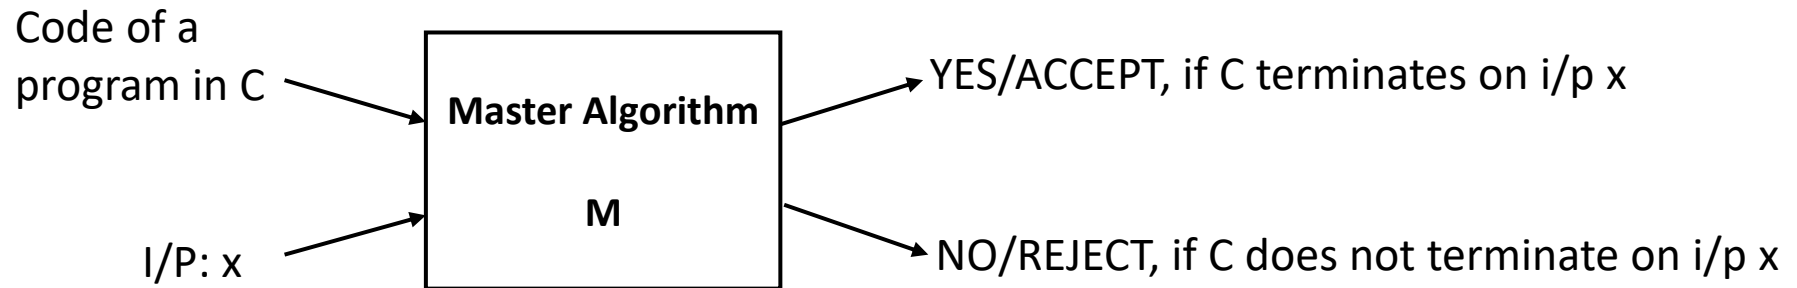 Code of a
program in C
I/P: x
Master Algorithm
M
YES/ACCEPT, if C terminates on i/p x
NO/REJECT, if C does not terminate on i/p x